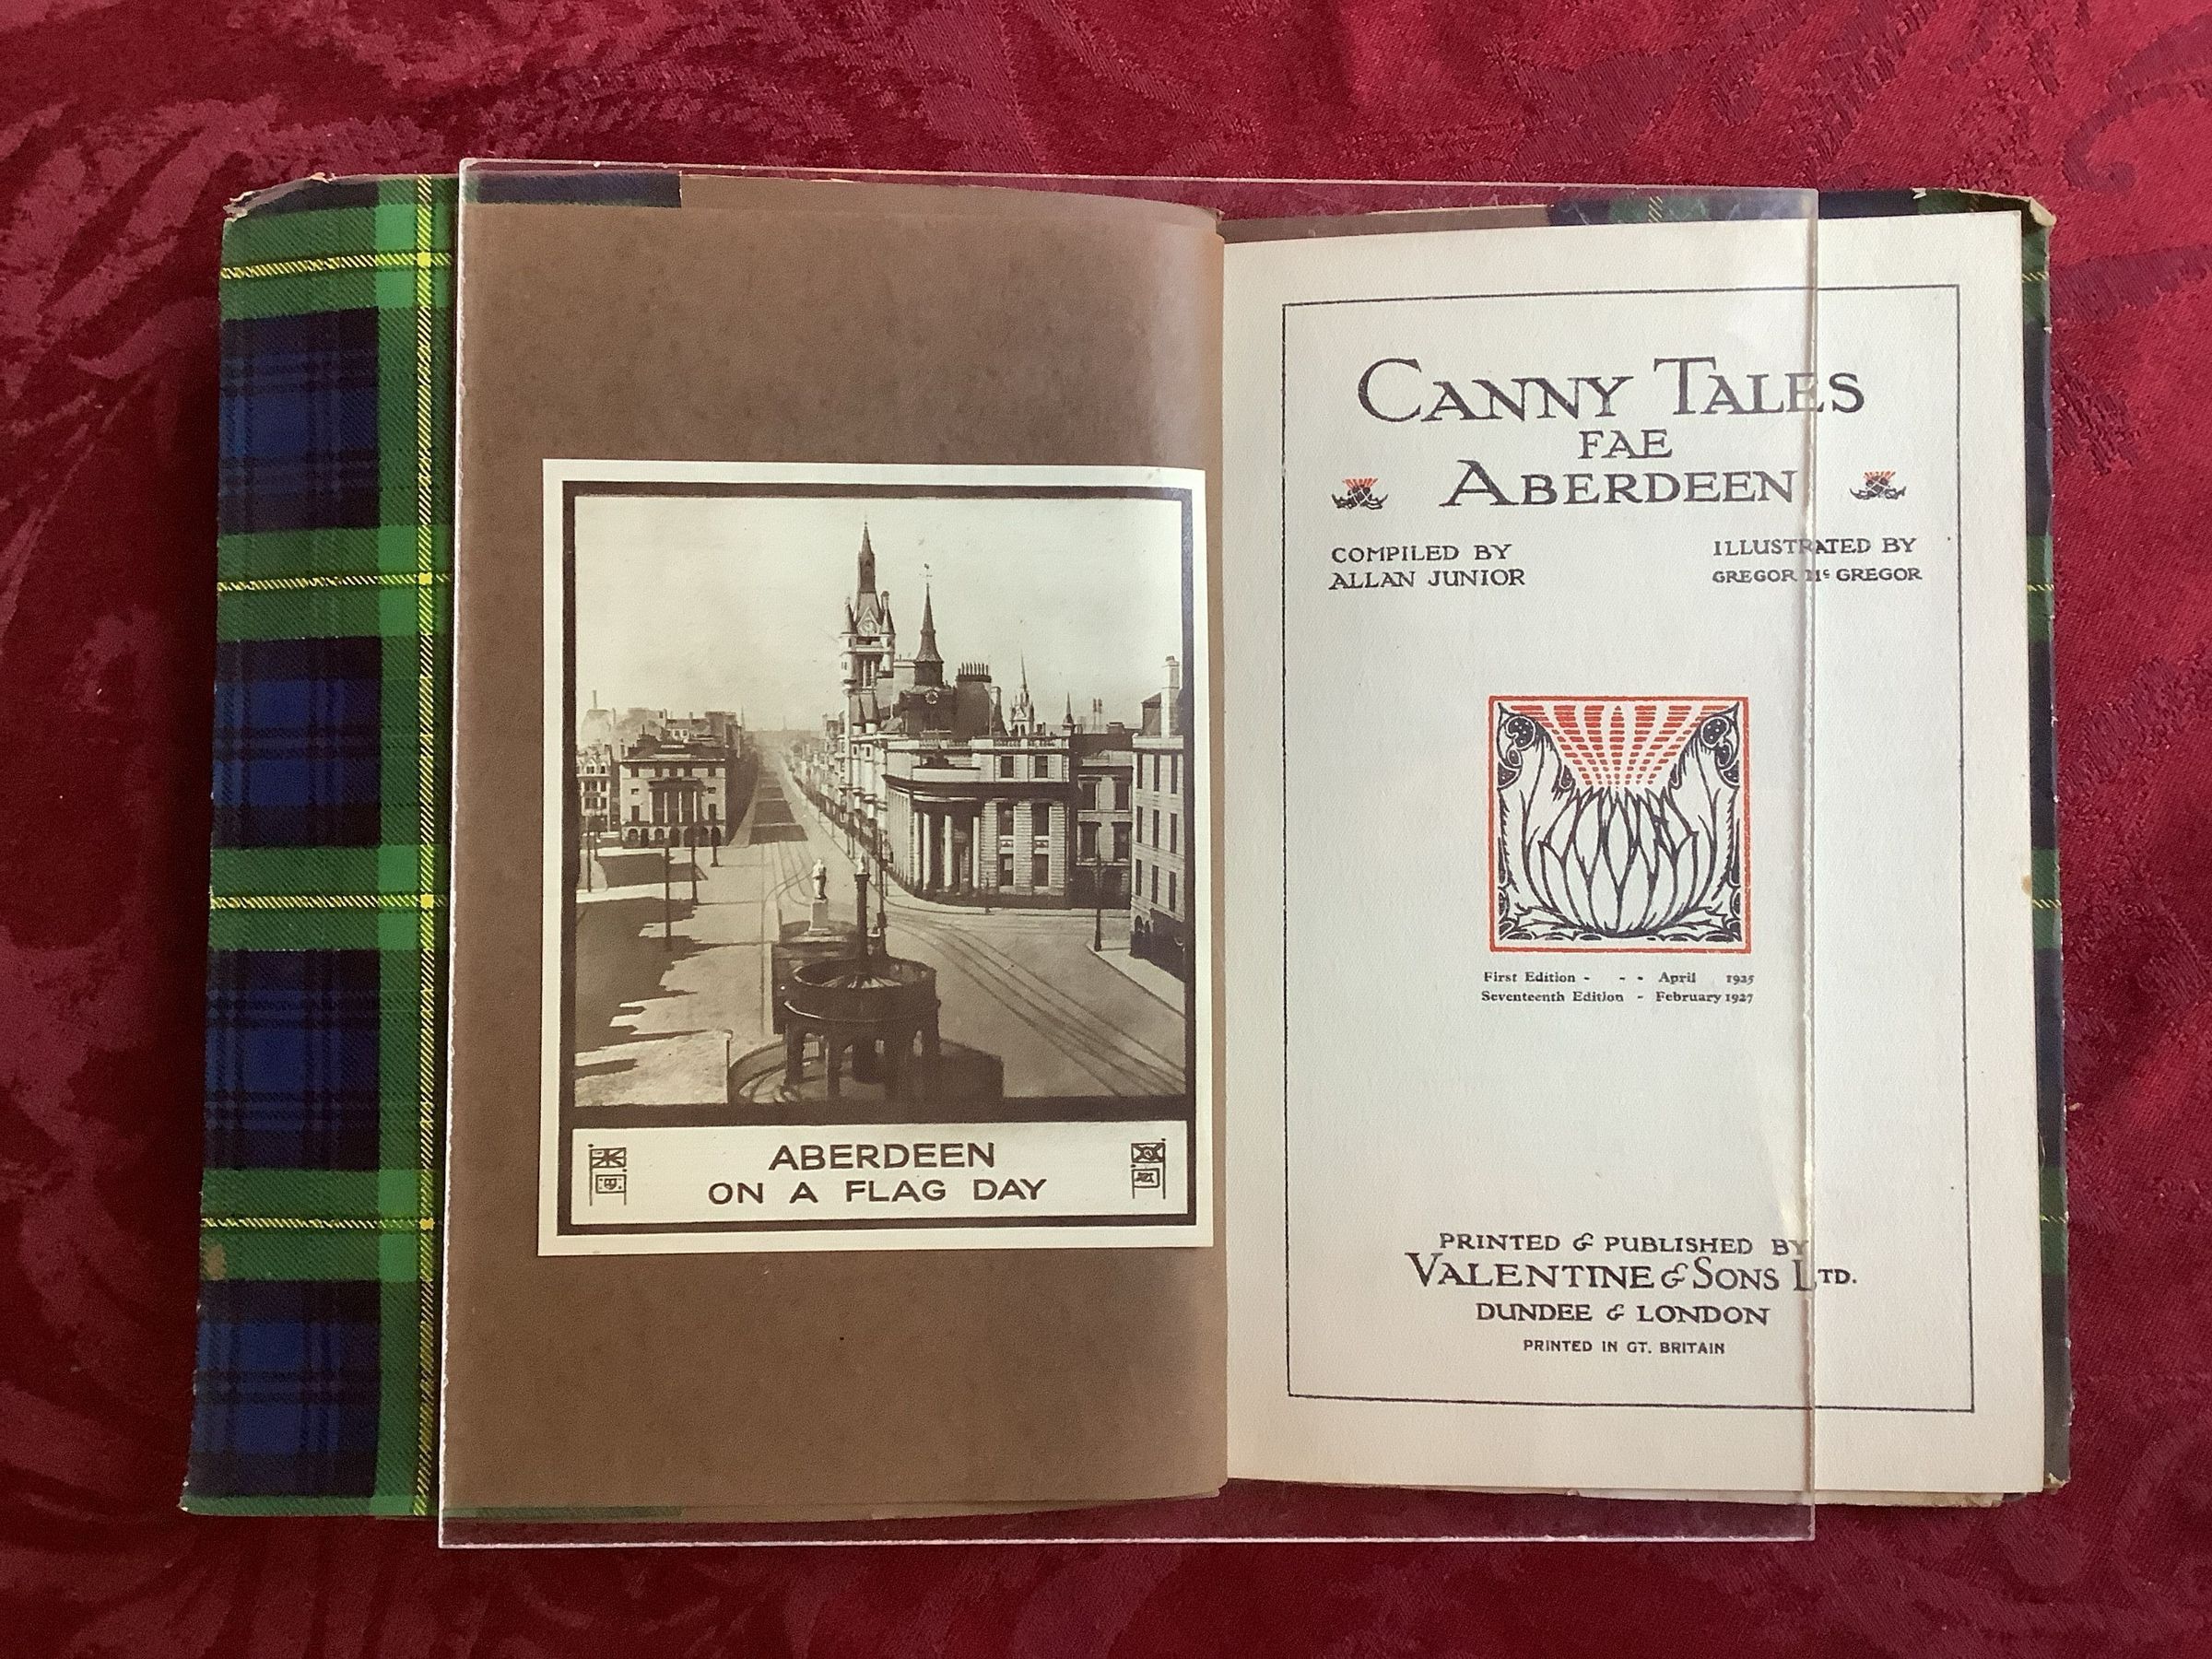 ABERDEEN
ON A FLAG DAY
CANNY TALES
FAE
ABERDEEN
COMPILED BY
ALLAN JUNIOR
ILLUSTRATED BY
GREGOR Mc GREGOR
First Edition - - - April 1925
Seventeenth Edition - February 1927
PRINTED & PUBLISHED BY
VALENTINE & SONS LTD.
DUNDEE & LONDON
PRINTED IN GT. BRITAIN